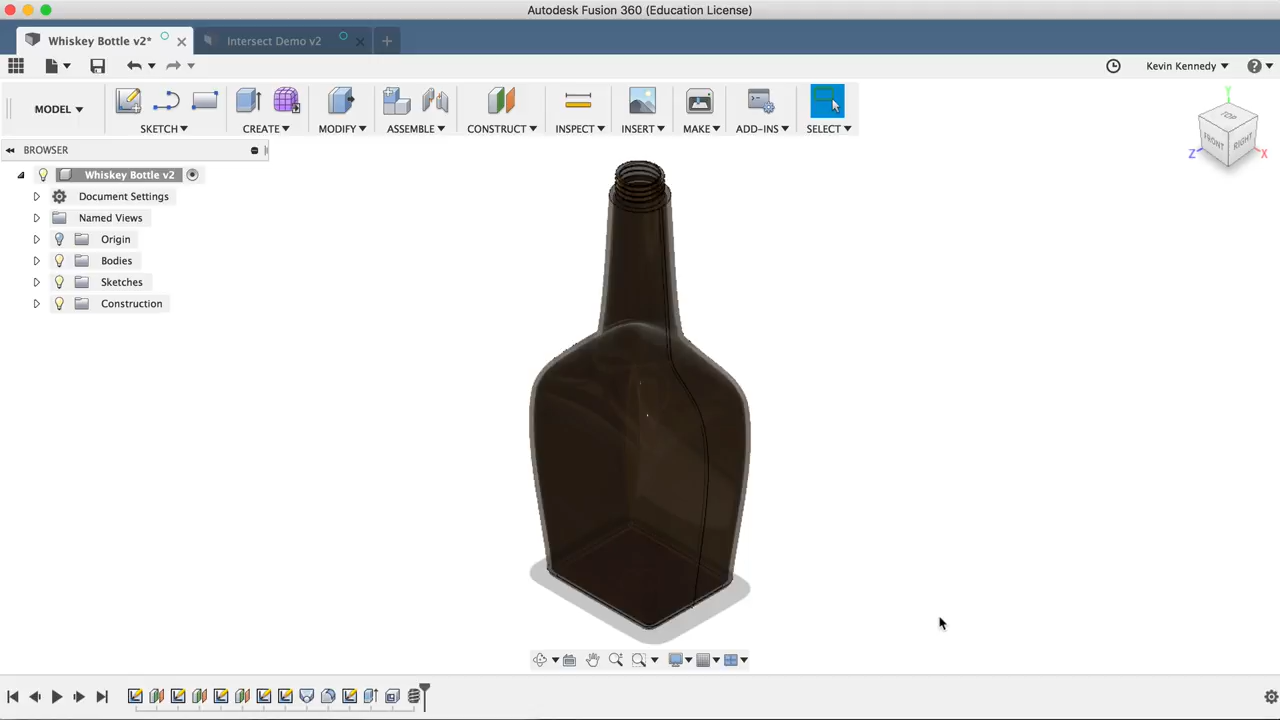 Autodesk Fusion 360 (Education License)
Whiskey Bottle v2*
Intersect Demo v2
Kevin Kennedy
MODEL
SKETCH
CREATE
MODIFY
ASSEMBLE
CONSTRUCT
INSPECT
INSERT
MAKE
ADD-INS
SELECT
TOP
FRONT
RIGHT
Y
Z
X
BROWSER
Whiskey Bottle v2
Document Settings
Named Views
Origin
Bodies
Sketches
Construction